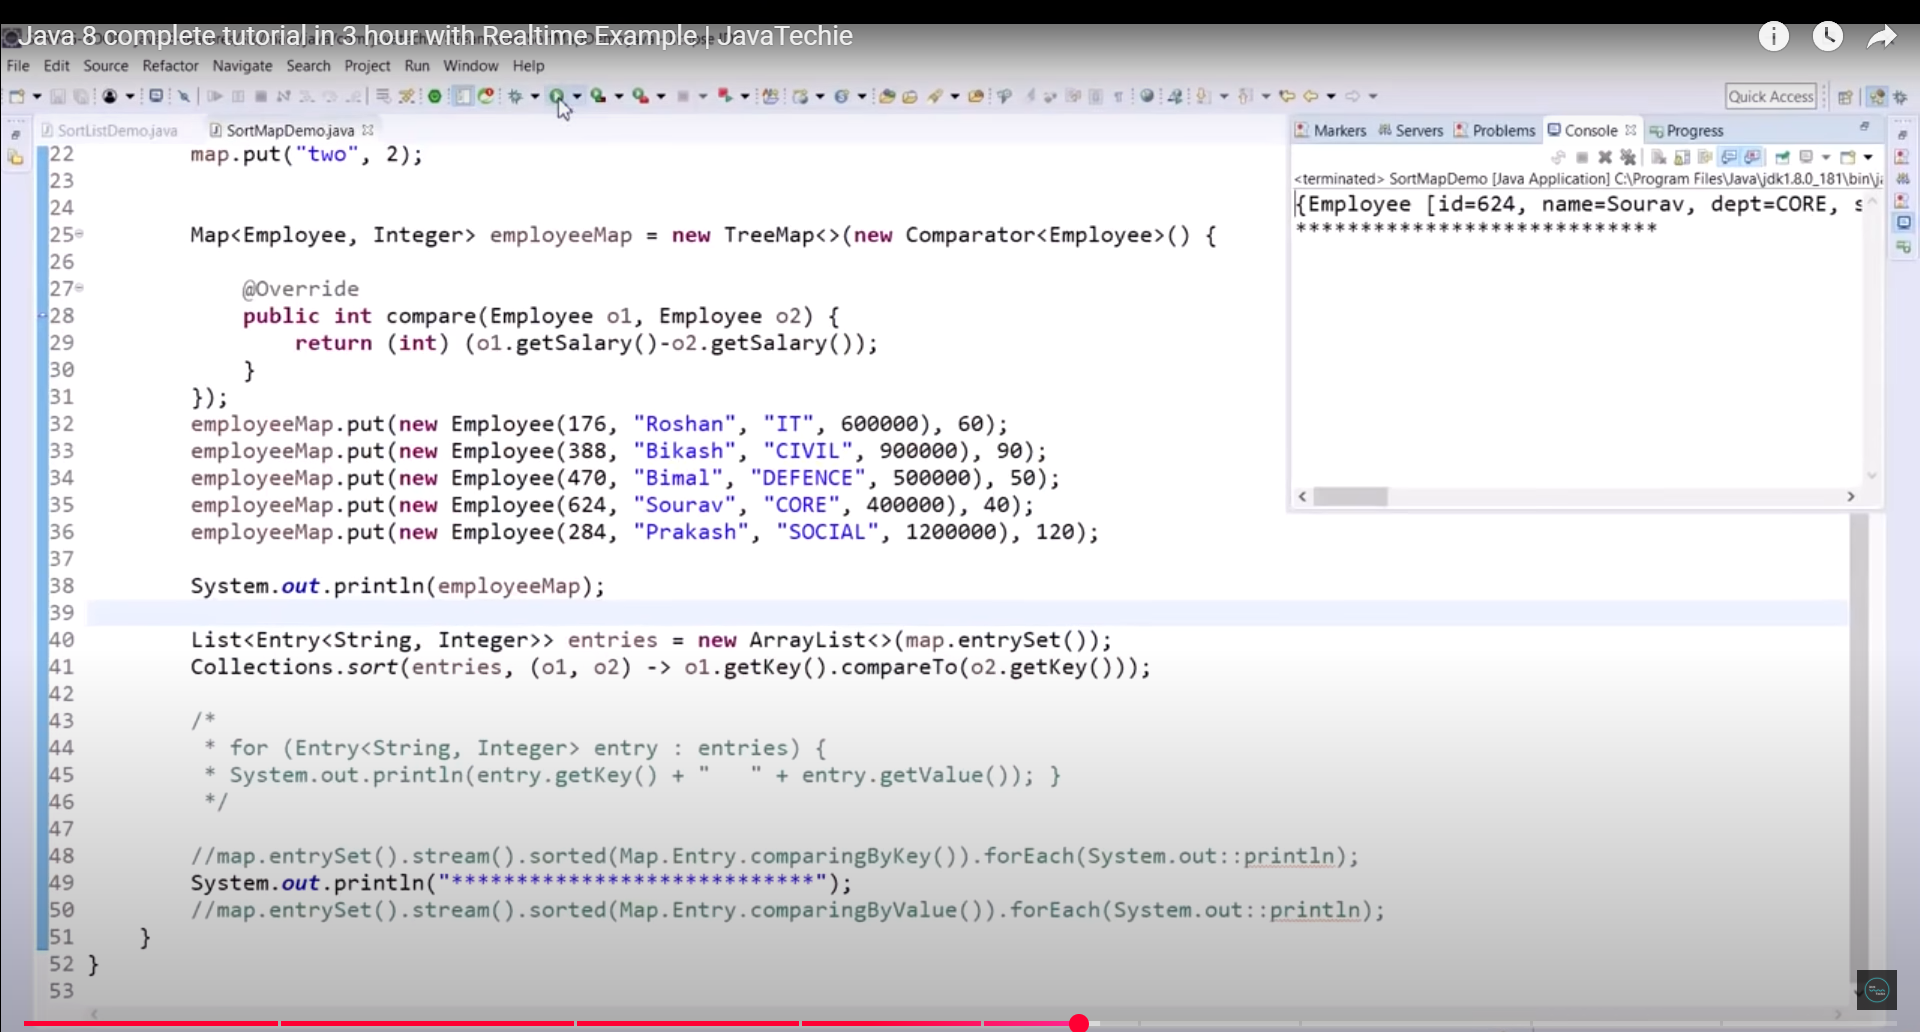 Java 8 complete tutorial in 3 hour with Realtime Example | JavaTechie
File Edit Source Refactor Navigate Search Project Run Window Help
Quick Access
SortListDemo.java SortMapDemo.java
22 map.put("two", 2);
23
24
25 Map<Employee, Integer> employeeMap = new TreeMap<>(new Comparator<Employee>() {
26
27 @Override
28 public int compare(Employee o1, Employee o2) {
29 return (int) (o1.getSalary()-o2.getSalary());
30 }
31 });
32 employeeMap.put(new Employee(176, "Roshan", "IT", 600000), 60);
33 employeeMap.put(new Employee(388, "Bikash", "CIVIL", 900000), 90);
34 employeeMap.put(new Employee(470, "Bimal", "DEFENCE", 500000), 50);
35 employeeMap.put(new Employee(624, "Sourav", "CORE", 400000), 40);
36 employeeMap.put(new Employee(284, "Prakash", "SOCIAL", 1200000), 120);
37
38 System.out.println(employeeMap);
39
40 List<Entry<String, Integer>> entries = new ArrayList<>(map.entrySet());
41 Collections.sort(entries, (o1, o2) -> o1.getKey().compareTo(o2.getKey()));
42
43 /*
44 * for (Entry<String, Integer> entry : entries) {
45 * System.out.println(entry.getKey() + "   " + entry.getValue()); }
46 */
47
48 //map.entrySet().stream().sorted(Map.Entry.comparingByKey()).forEach(System.out::println);
49 System.out.println("****************************");
50 //map.entrySet().stream().sorted(Map.Entry.comparingByValue()).forEach(System.out::println);
51 }
52 }
53
Markers Servers Problems Console Progress
<terminated> SortMapDemo [Java Application] C:\Program Files\Java\jdk1.8.0_181\bin\ja
{Employee [id=624, name=Sourav, dept=CORE, s
****************************